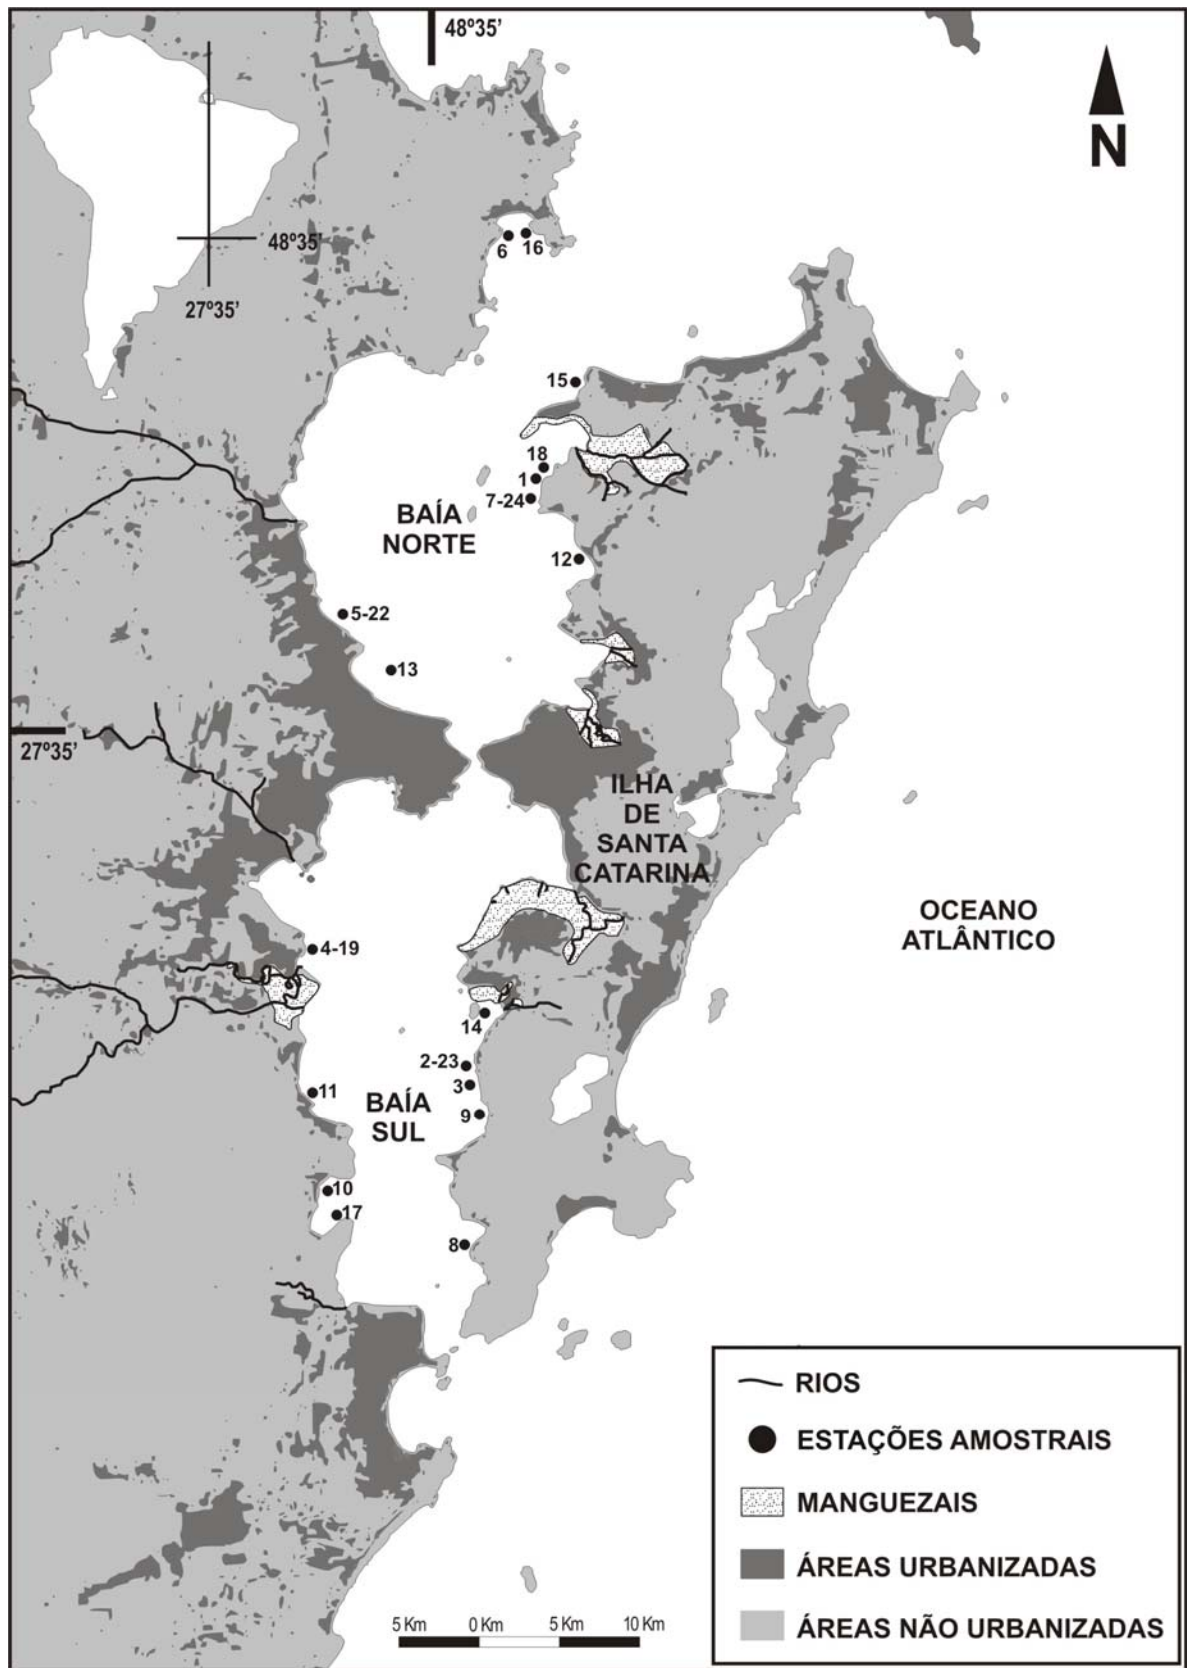 48º35'
N
48º35'
27º35'
6
16
15
18
1
7-24
BAÍA
NORTE
12
5-22
13
27º35'
ILHA
DE
SANTA
CATARINA
OCEANO
ATLÂNTICO
4-19
14
2-23
3
11
BAÍA
SUL
9
10
17
8
RIOS
ESTAÇÕES AMOSTRAIS
MANGUEZAIS
ÁREAS URBANIZADAS
ÁREAS NÃO URBANIZADAS
5 Km 0 Km 5 Km 10 Km